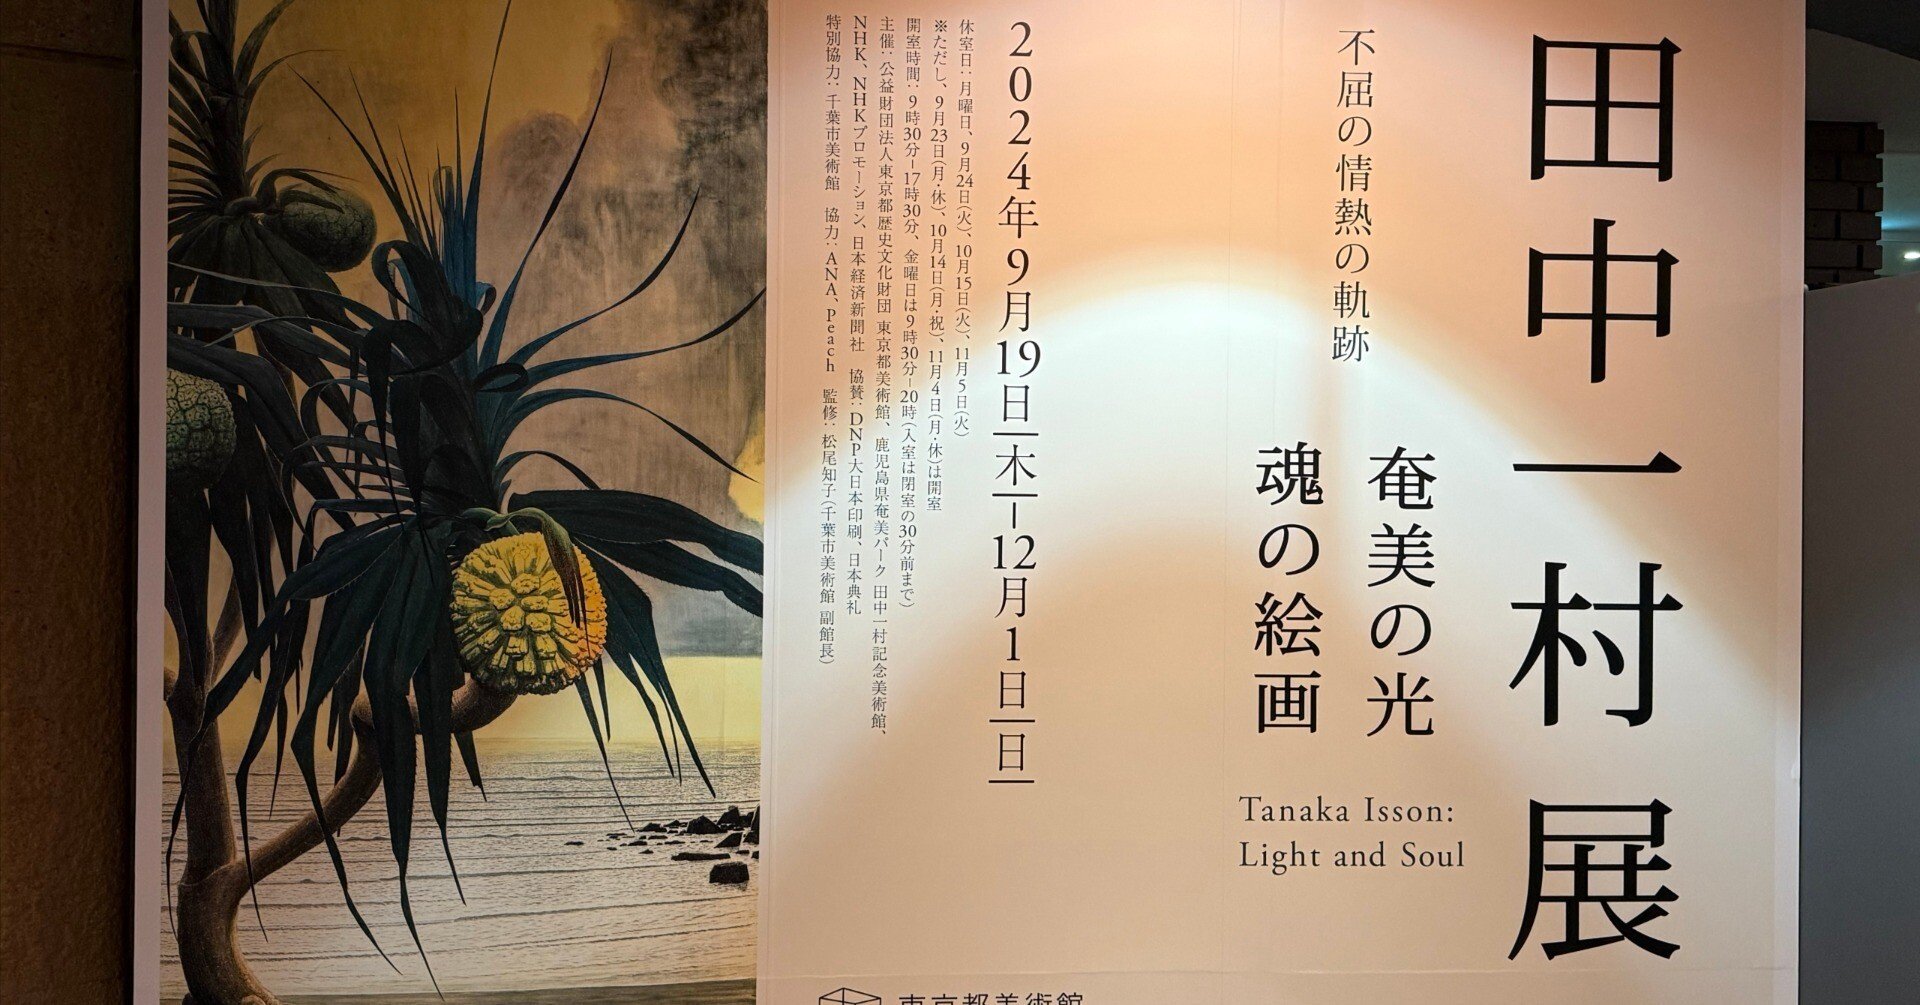 田中一村展
不屈の情熱の軌跡
奄美の光
魂の絵画
Tanaka Isson:
Light and Soul
2024年9月19日|木|－12月1日|日|
休室日：月曜日、9月24日(火)、10月15日(火)、11月5日(火)
※ただし、9月23日(月・休)、10月14日(月・祝)、11月4日(月・休)は開室
開室時間：9時30分－17時30分、金曜日は9時30分－20時(入室は閉室の30分前まで)
主催：公益財団法人東京都歴史文化財団 東京都美術館、鹿児島県奄美パーク 田中一村記念美術館、
NHK、NHKプロモーション、日本経済新聞社 協賛：DNP大日本印刷、日本典礼
特別協力：千葉市美術館 協力：ANA、Peach 監修：松尾知子(千葉市美術館 副館長)
東京都美術館